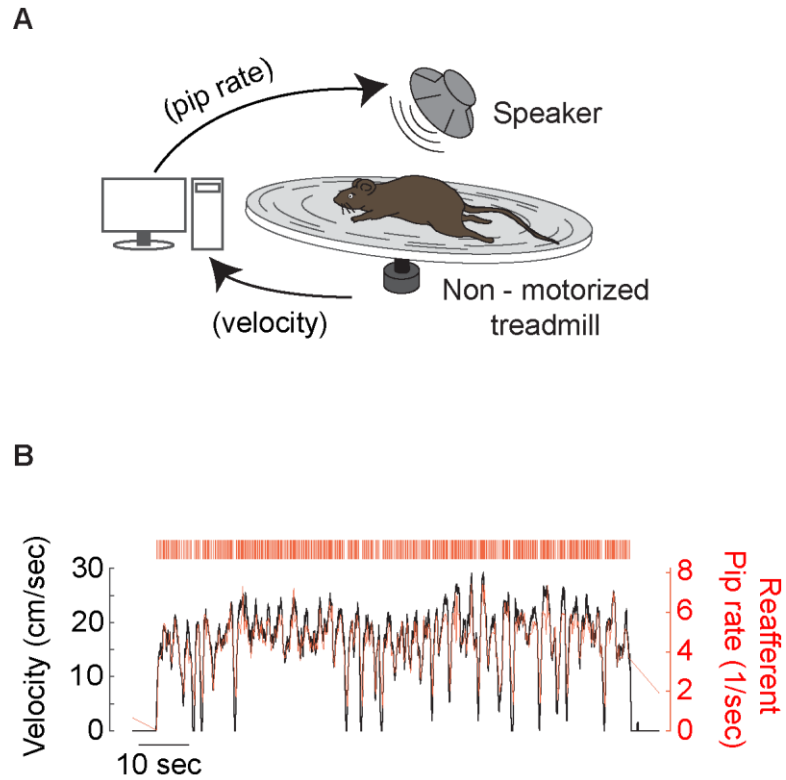 A
(pip rate)
Speaker
(velocity)
Non - motorized
treadmill
B
Velocity (cm/sec)
30
20
10
0
10 sec
8
6
4
2
0
Reafferent
Pip rate (1/sec)